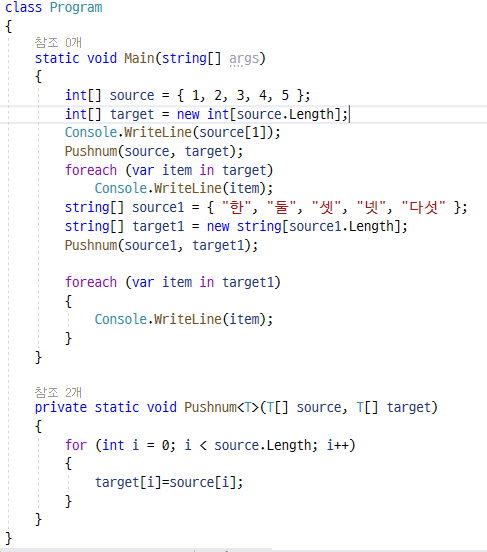 class Program
{
참조 0개
static void Main(string[] args)
{
int[] source = { 1, 2, 3, 4, 5 };
int[] target = new int[source.Length];
Console.WriteLine(source[1]);
Pushnum(source, target);
foreach (var item in target)
Console.WriteLine(item);
string[] source1 = { "한", "둘", "셋", "넷", "다섯" };
string[] target1 = new string[source1.Length];
Pushnum(source1, target1);
foreach (var item in target1)
{
Console.WriteLine(item);
}
}
참조 2개
private static void Pushnum<T>(T[] source, T[] target)
{
for (int i = 0; i < source.Length; i++)
{
target[i]=source[i];
}
}
}